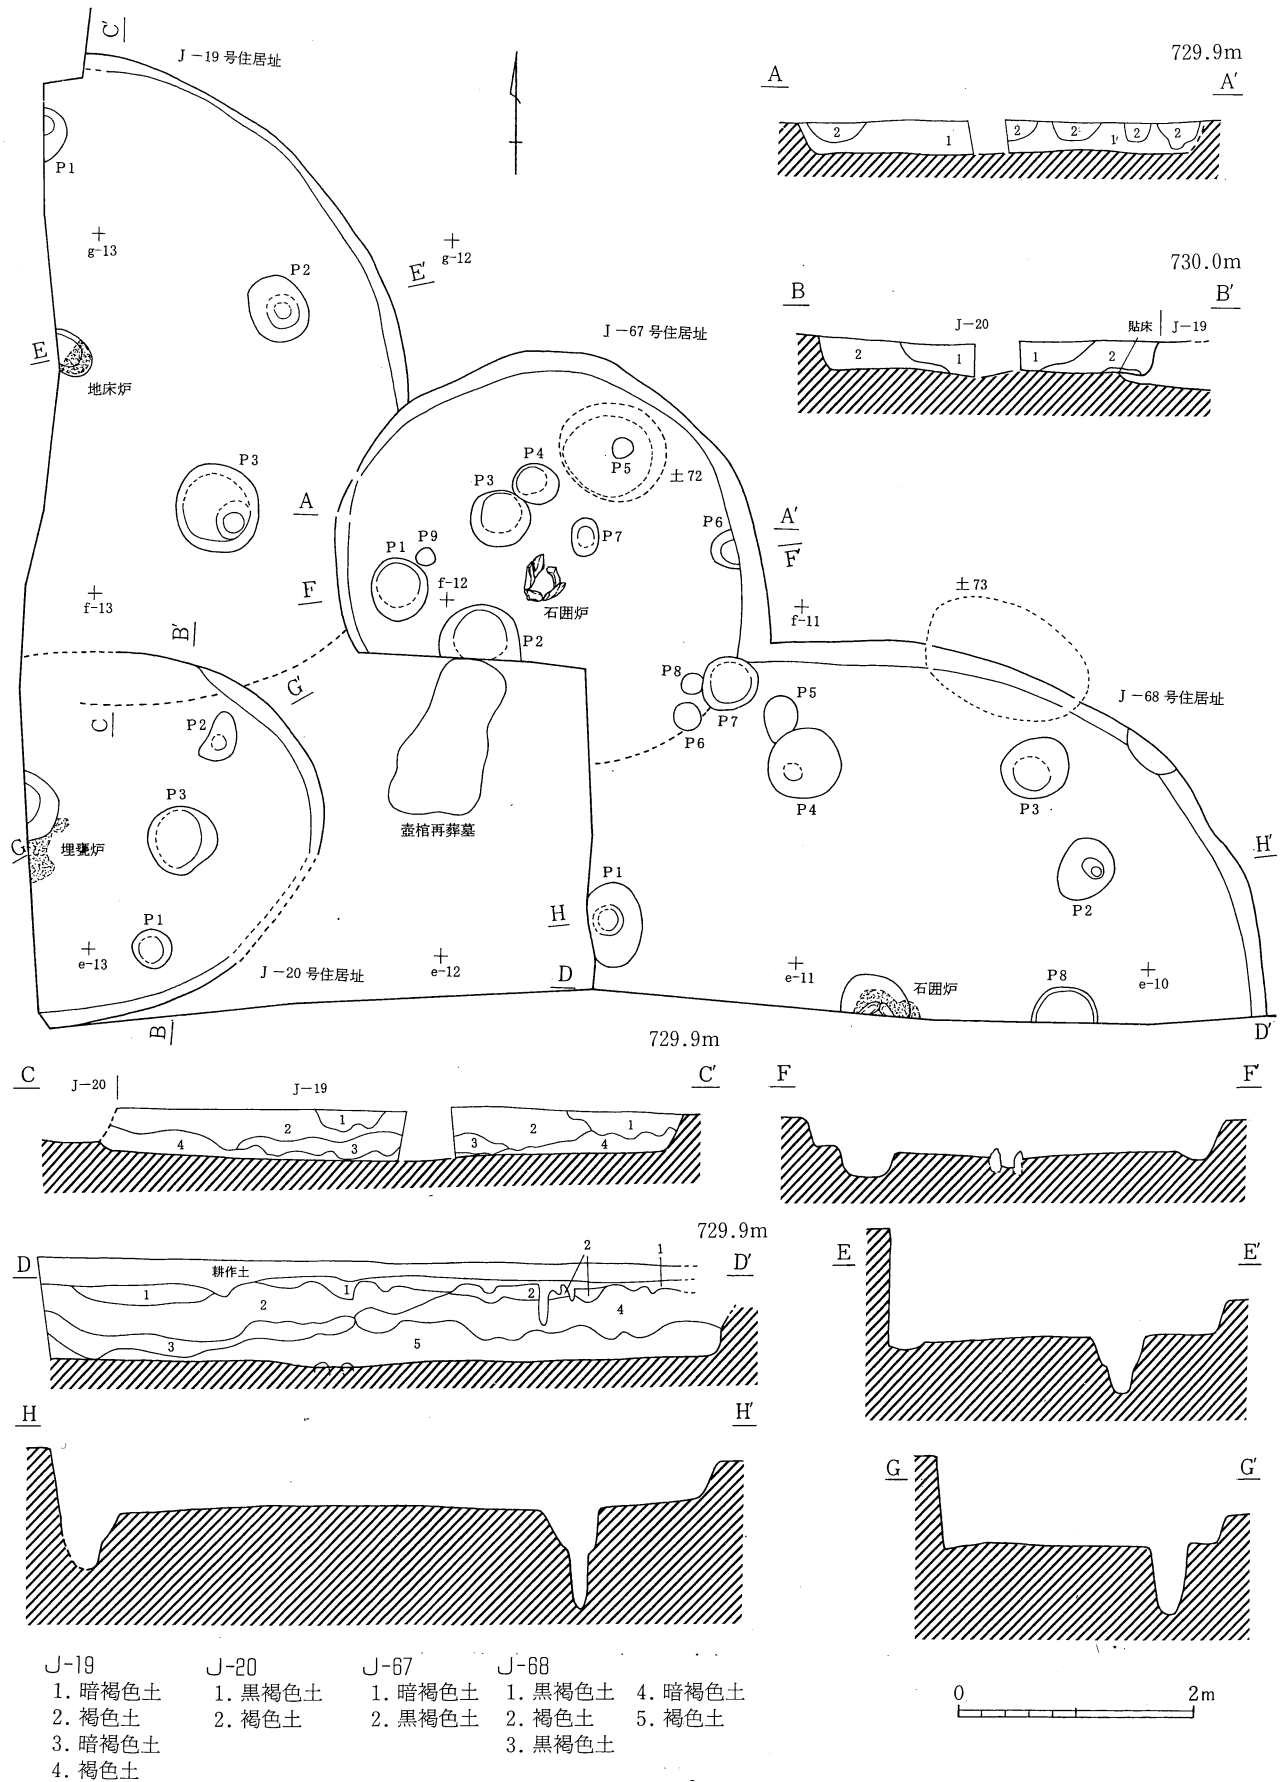 C'
J－19号住居址
P1
g-13
g-12
E'
P2
E
地床炉
P3
A
f-13
B'
J－67号住居址
P4
P5
土72
P3
P7
P6
A'
F'
P1
P9
f-12
石囲炉
F
P2
f-11
土73
P8
P7
P6
P5
P4
P3
J－68号住居址
H'
P2
P1
H
D
e-11
石囲炉
P8
e-10
D'
G'
C
P2
P3
G
埋甕炉
P1
e-13
J－20号住居址
B
e-12
壺棺再葬墓
729.9m
A
A'
2
1
2
2
1
2
2
730.0m
B
B'
J－20
貼床
J－19
2
1
1
2
729.9m
C
J－20
J－19
C'
1
2
4
3
2
1
3
4
F
F'
729.9m
D
D'
耕作土
2
1
1
1
2
2
4
3
5
E
E'
H
H'
G
G'
J-19
1. 暗褐色土
2. 褐色土
3. 暗褐色土
4. 褐色土
J-20
1. 黒褐色土
2. 褐色土
J-67
1. 暗褐色土
2. 黒褐色土
J-68
1. 黒褐色土
2. 褐色土
3. 黒褐色土
4. 暗褐色土
5. 褐色土
0
2m